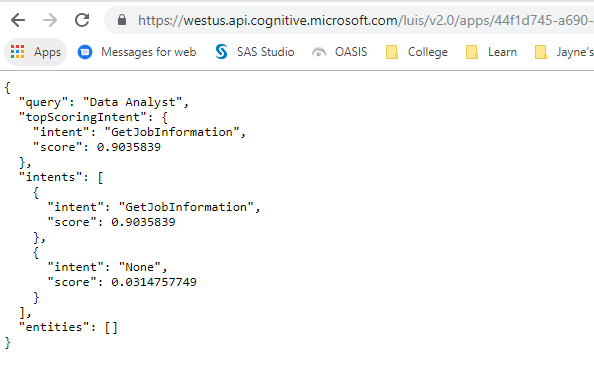 https://westus.api.cognitive.microsoft.com/luis/v2.0/apps/44f1d745-a690-
Apps Messages for web SAS Studio OASIS College Learn Jayne's
{
  "query": "Data Analyst",
  "topScoringIntent": {
    "intent": "GetJobInformation",
    "score": 0.9035839
  },
  "intents": [
    {
      "intent": "GetJobInformation",
      "score": 0.9035839
    },
    {
      "intent": "None",
      "score": 0.0314757749
    }
  ],
  "entities": []
}